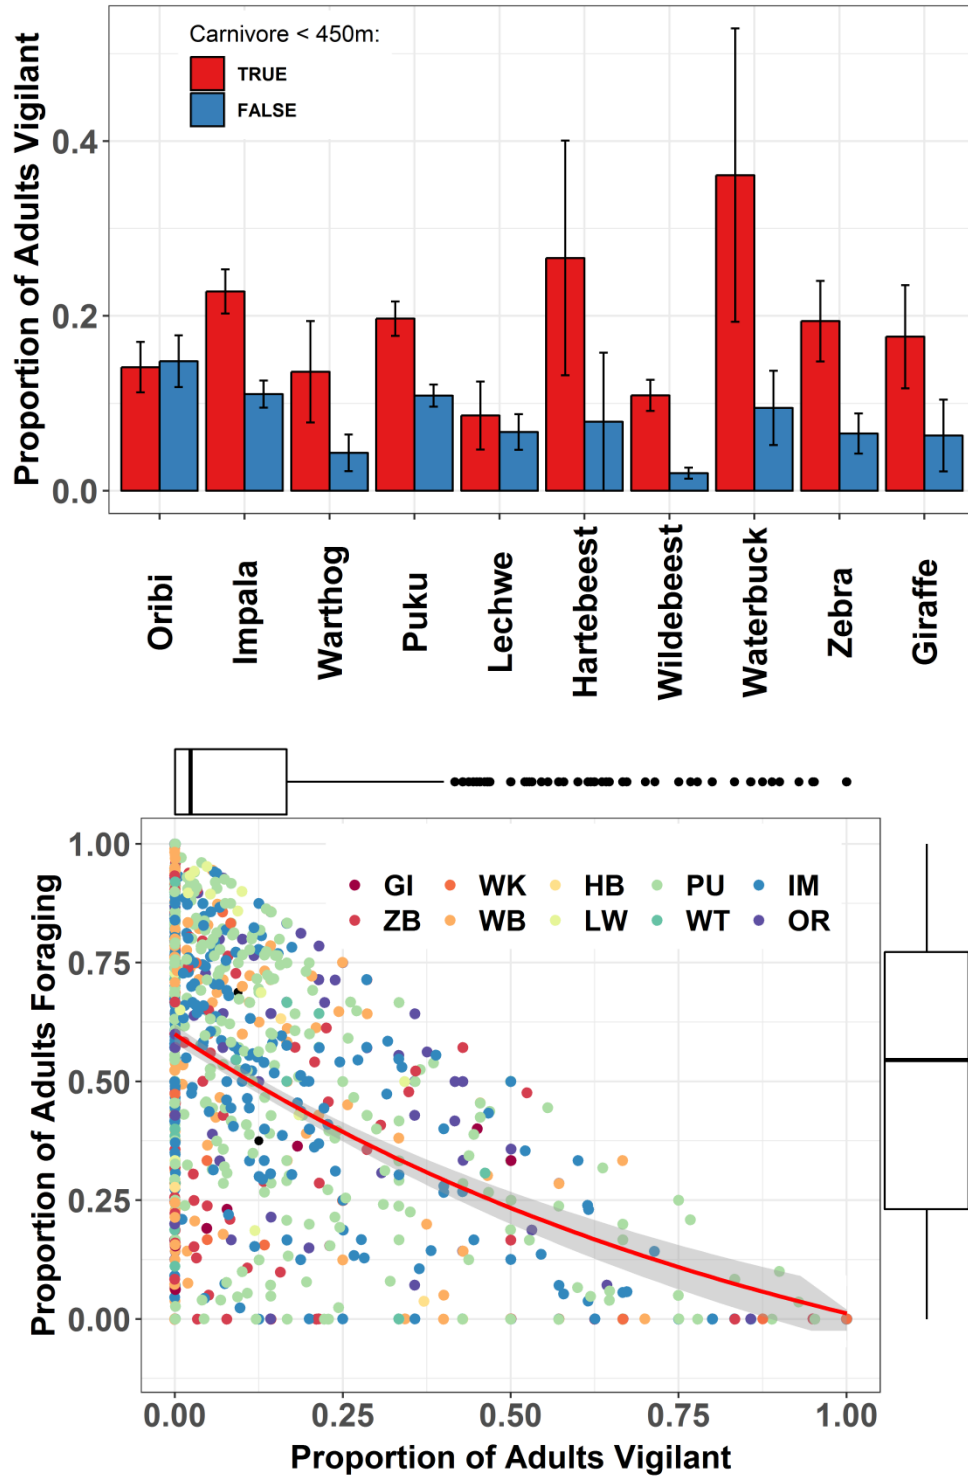 Carnivore < 450m:
TRUE
FALSE
Proportion of Adults Vigilant
0.4
0.2
0.0
Oribi
Impala
Warthog
Puku
Lechwe
Hartebeest
Wildebeest
Waterbuck
Zebra
Giraffe
Proportion of Adults Foraging
1.00
0.75
0.50
0.25
0.00
GI WK HB PU IM
ZB WB LW WT OR
0.00 0.25 0.50 0.75 1.00
Proportion of Adults Vigilant